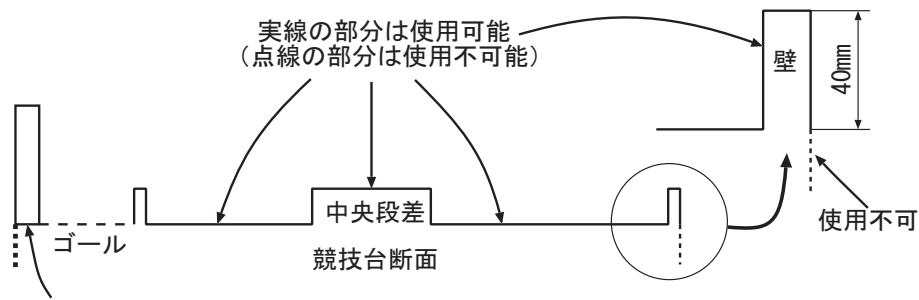 実線の部分は使用可能
（点線の部分は使用不可能）
壁
40mm
中央段差
ゴール
使用不可
競技台断面